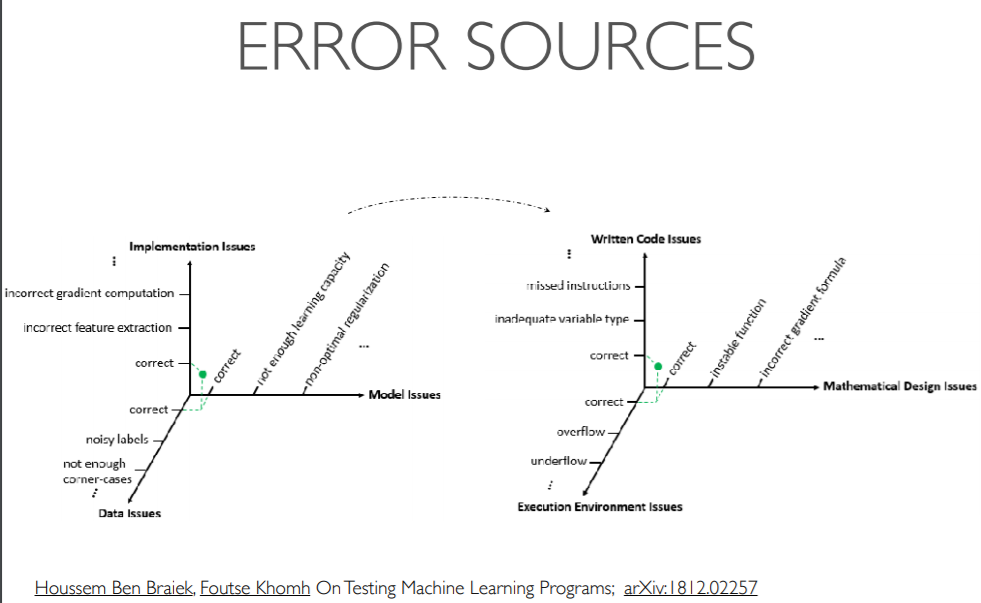 ERROR SOURCES
Implementation Issues
⋮
incorrect gradient computation
incorrect feature extraction
correct
correct
not enough learning capacity
non-optimal regularization
...
Model Issues
correct
noisy labels
not enough
corner-cases
⋮
Data Issues
Written Code Issues
⋮
missed instructions
inadequate variable type
correct
correct
instable function
incorrect gradient formula
...
Mathematical Design Issues
correct
overflow
underflow
⋮
Execution Environment Issues
Houssem Ben Braiek, Foutse Khomh On Testing Machine Learning Programs; arXiv:1812.02257